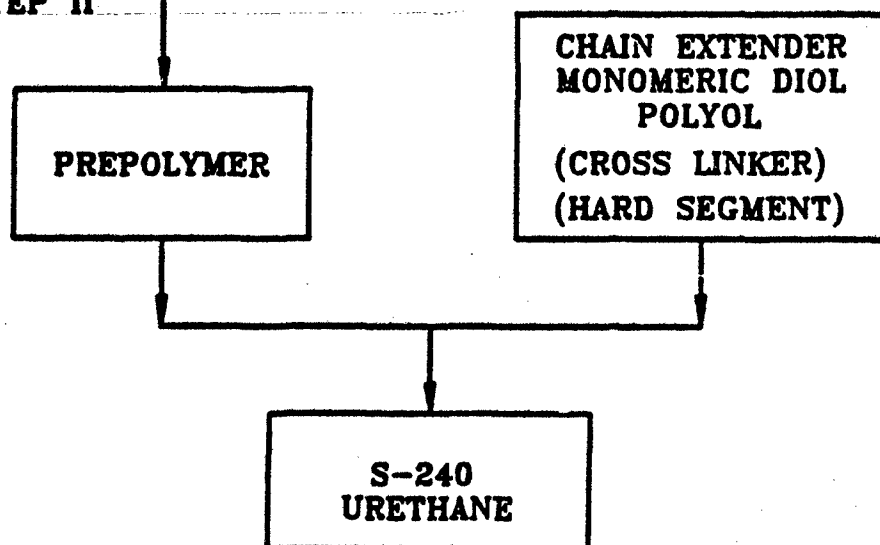 PREPOLYMER
CHAIN EXTENDER
MONOMERIC DIOL
POLYOL
(CROSS LINKER)
(HARD SEGMENT)
S-240
URETHANE